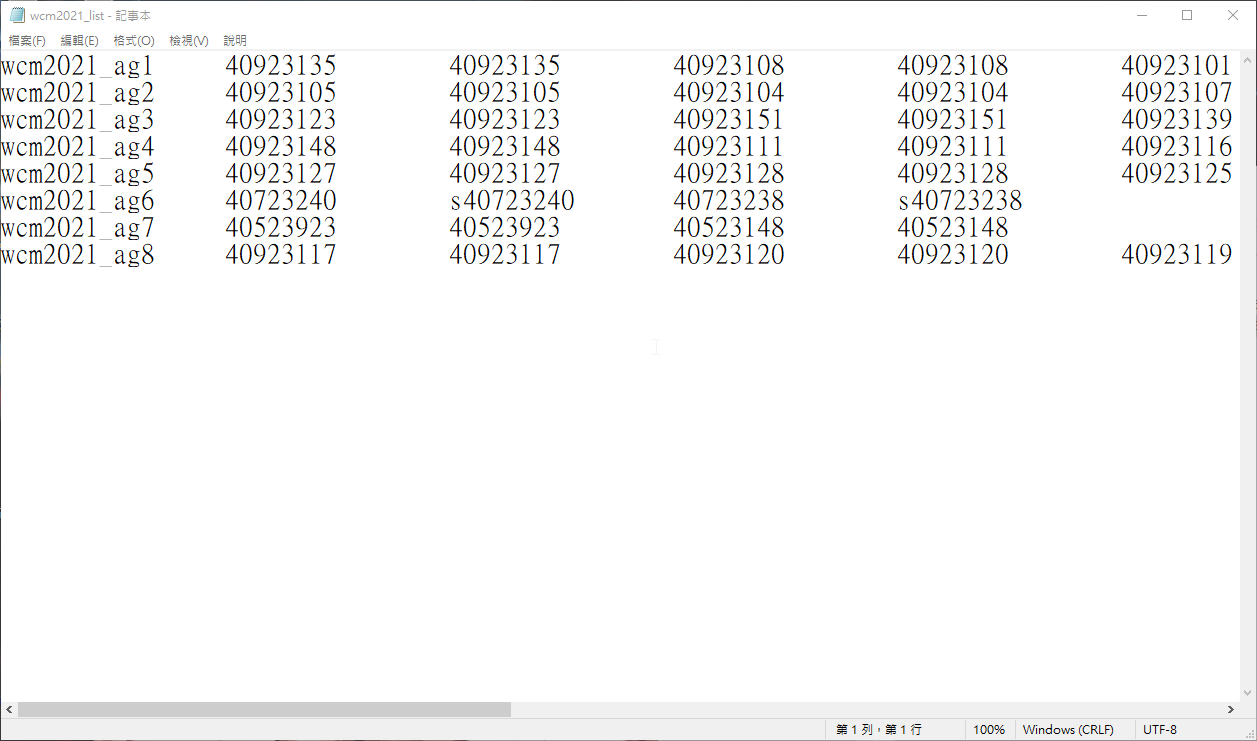 wcm2021_list - 記事本
檔案(F) 編輯(E) 格式(O) 檢視(V) 說明
wcm2021_ag1 40923135 40923135 40923108 40923108 40923101
wcm2021_ag2 40923105 40923105 40923104 40923104 40923107
wcm2021_ag3 40923123 40923123 40923151 40923151 40923139
wcm2021_ag4 40923148 40923148 40923111 40923111 40923116
wcm2021_ag5 40923127 40923127 40923128 40923128 40923125
wcm2021_ag6 40723240 s40723240 40723238 s40723238
wcm2021_ag7 40523923 40523923 40523148 40523148
wcm2021_ag8 40923117 40923117 40923120 40923120 40923119
第 1 列，第 1 行 100% Windows (CRLF) UTF-8